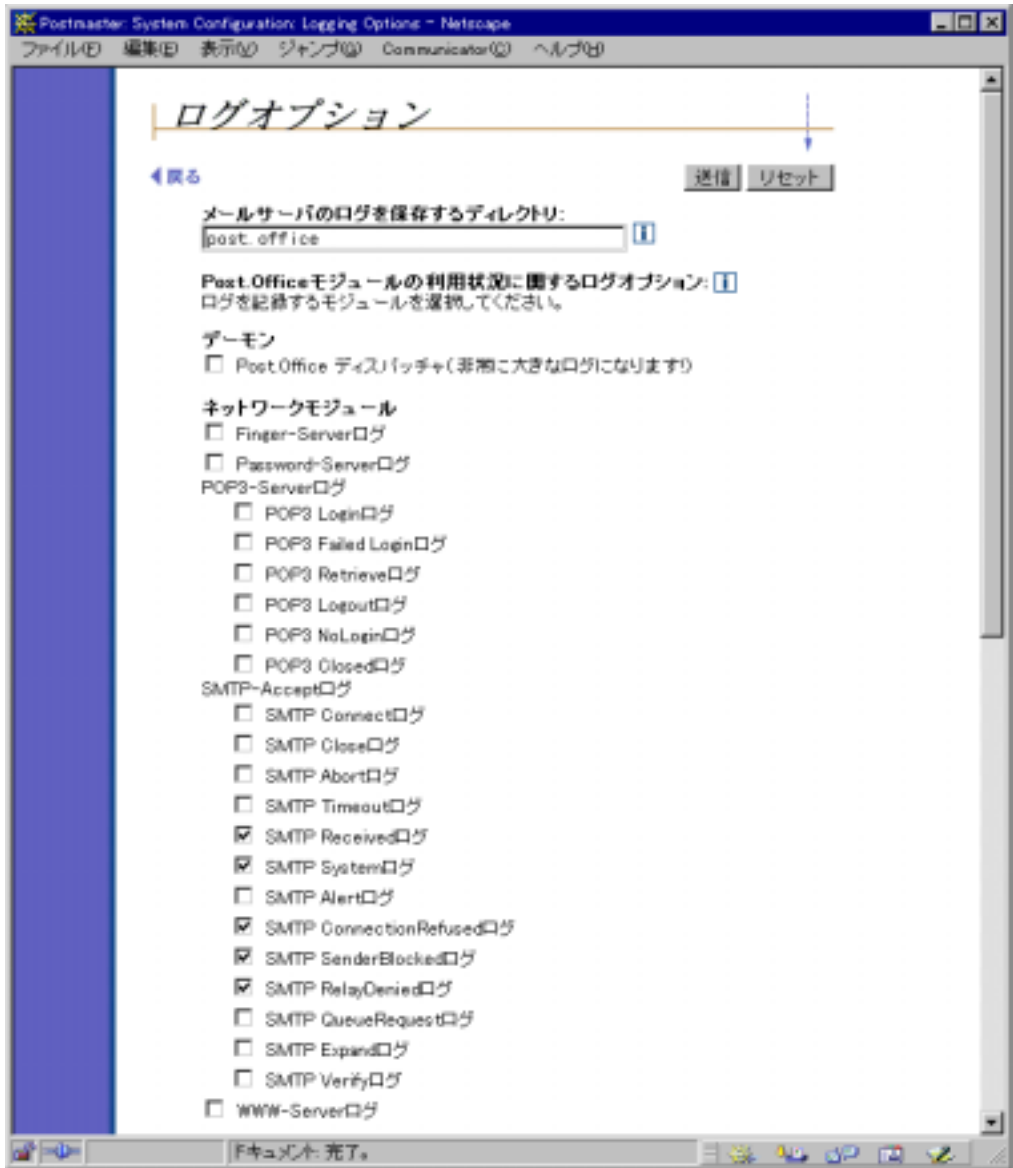 Postmaster: System Configuration: Logging Options - Netscape
ファイル(F) 編集(E) 表示(V) ジャンプ(G) Communicator(C) ヘルプ(H)
ログオプション
戻る
送信 リセット
メールサーバのログを保存するディレクトリ:
post.office
Post.Officeモジュールの利用状況に関するログオプション:
ログを記録するモジュールを選択してください。
デーモン
Post.Office ディスパッチャ(非常に大きなログになります!)
ネットワークモジュール
Finger-Serverログ
Password-Serverログ
POP3-Serverログ
POP3 Loginログ
POP3 Failed Loginログ
POP3 Retrieveログ
POP3 Logoutログ
POP3 NoLoginログ
POP3 Closedログ
SMTP-Acceptログ
SMTP Connectログ
SMTP Closeログ
SMTP Abortログ
SMTP Timeoutログ
SMTP Receivedログ
SMTP Systemログ
SMTP Alertログ
SMTP ConnectionRefusedログ
SMTP SenderBlockedログ
SMTP RelayDeniedログ
SMTP QueueRequestログ
SMTP Expandログ
SMTP Verifyログ
WWW-Serverログ
ドキュメント: 完了。